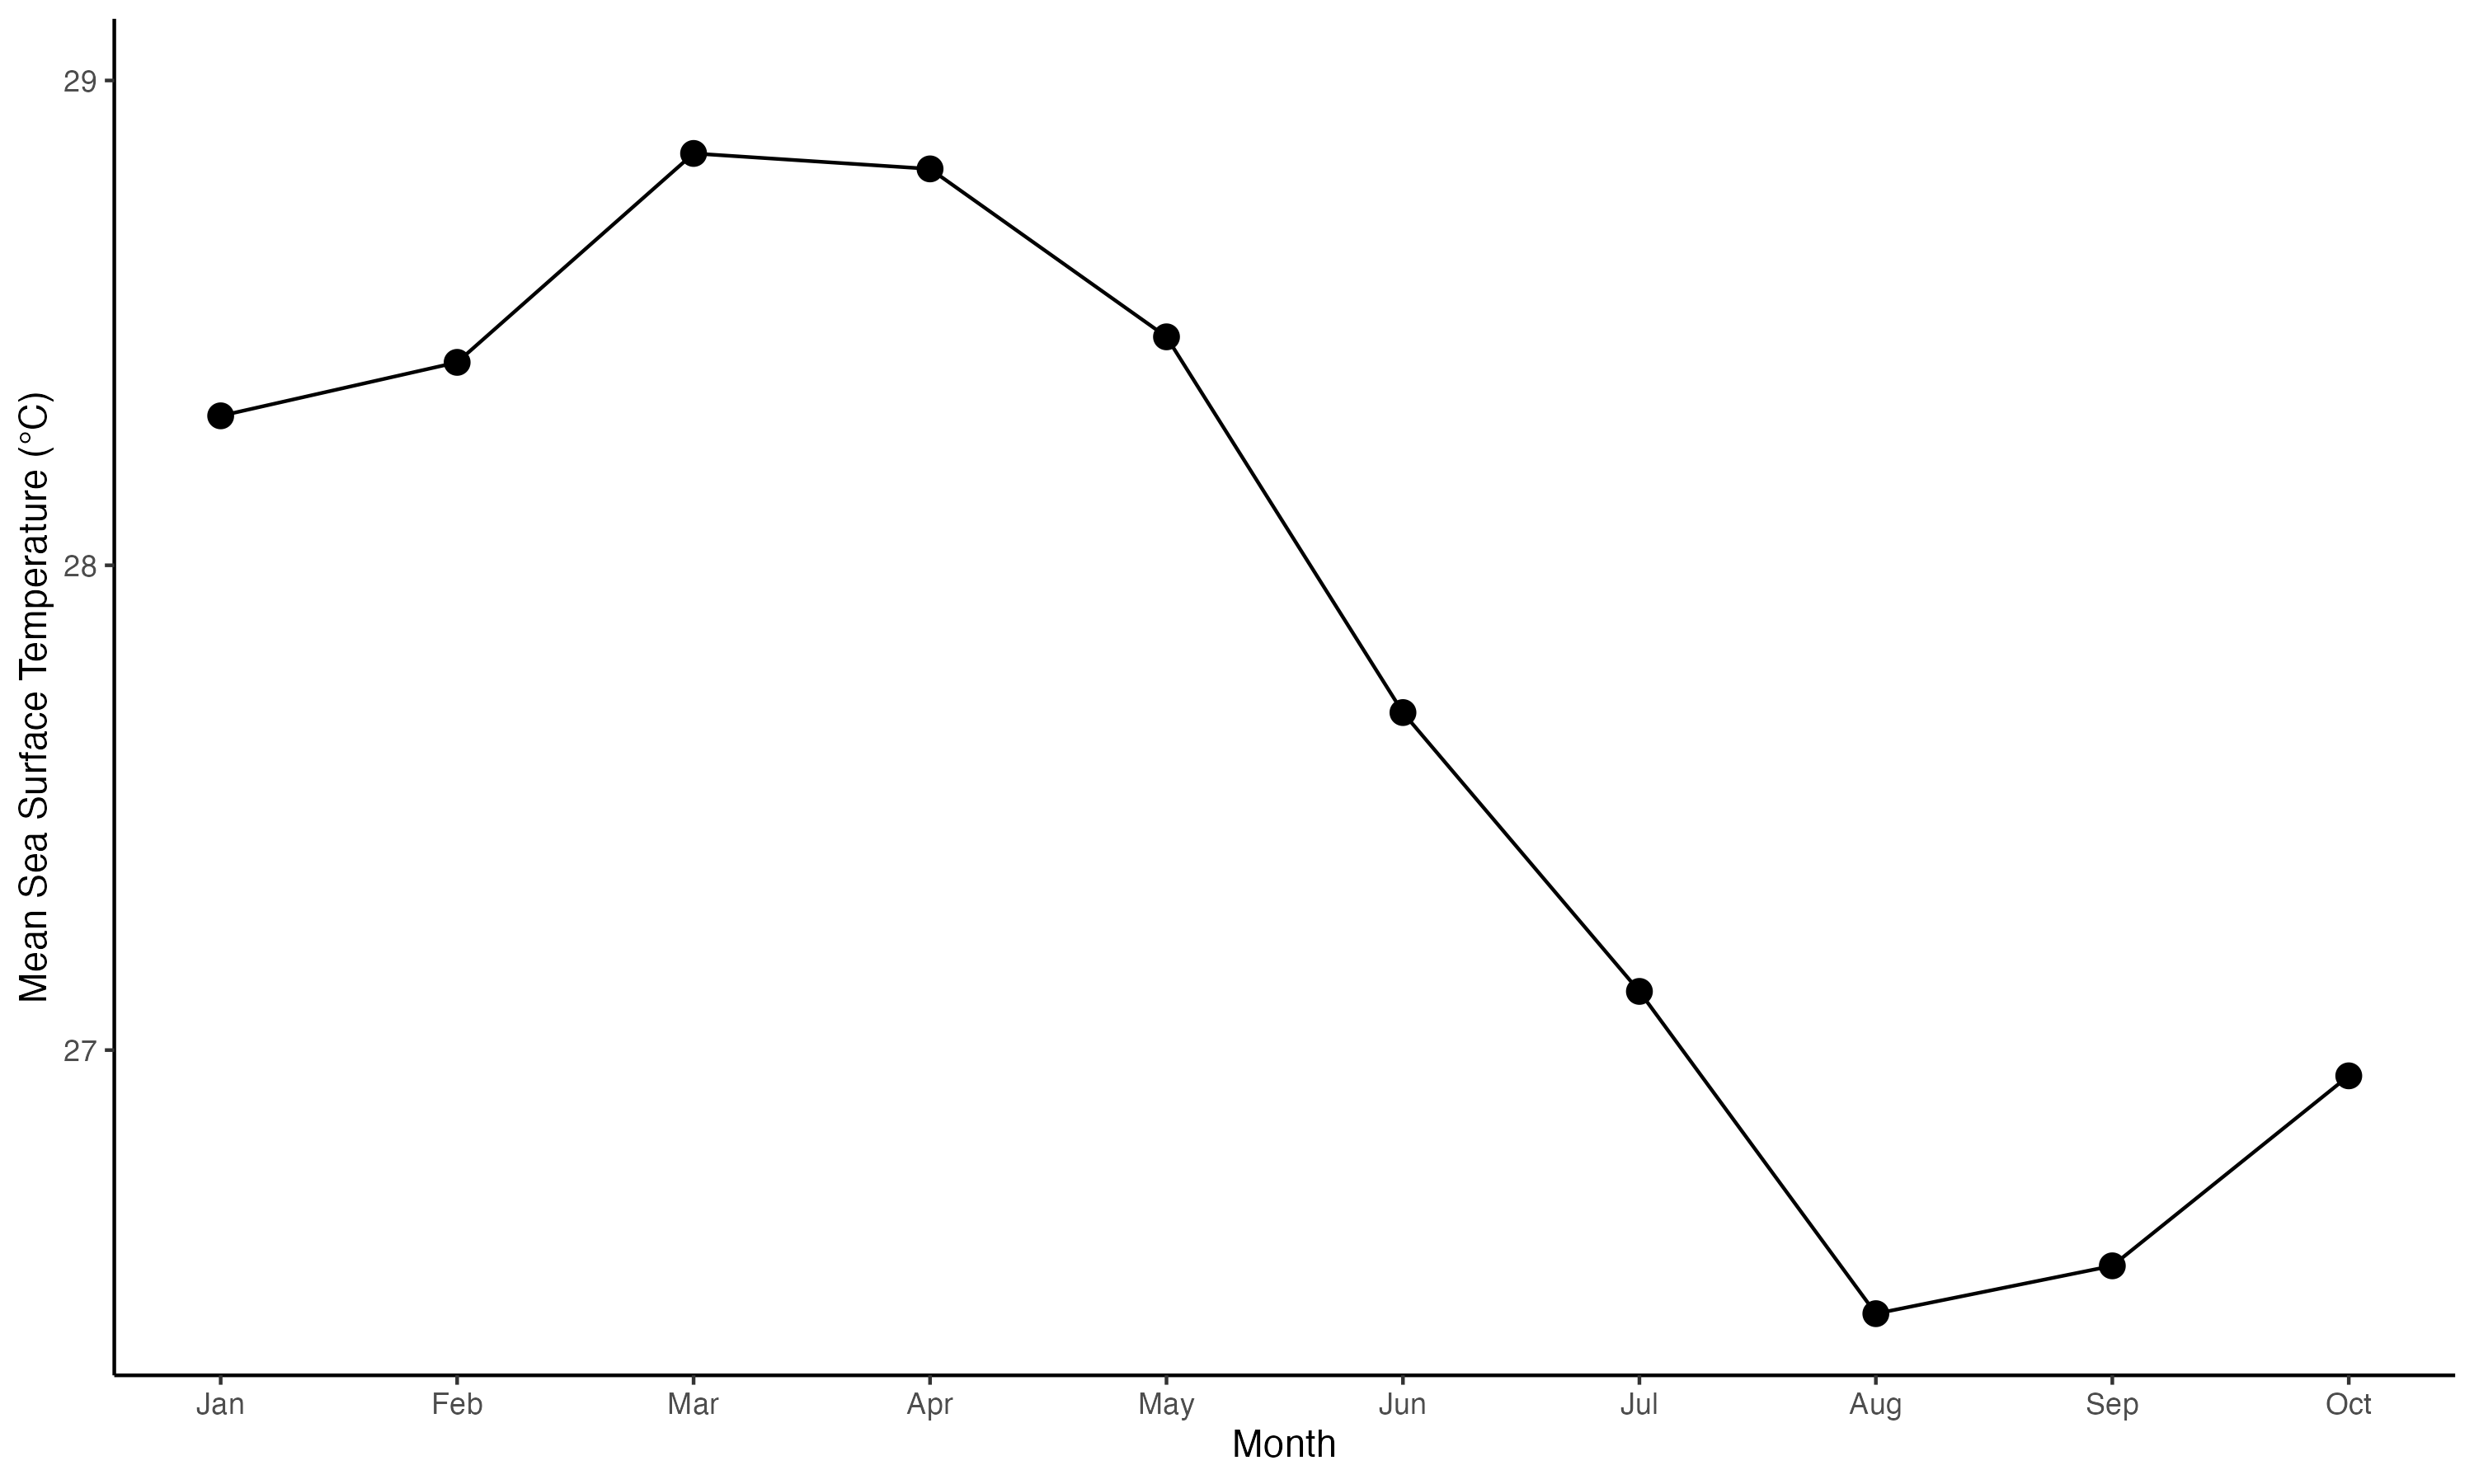 Mean Sea Surface Temperature (°C)
29
28
27
Jan Feb Mar Apr May Jun Jul Aug Sep Oct
Month